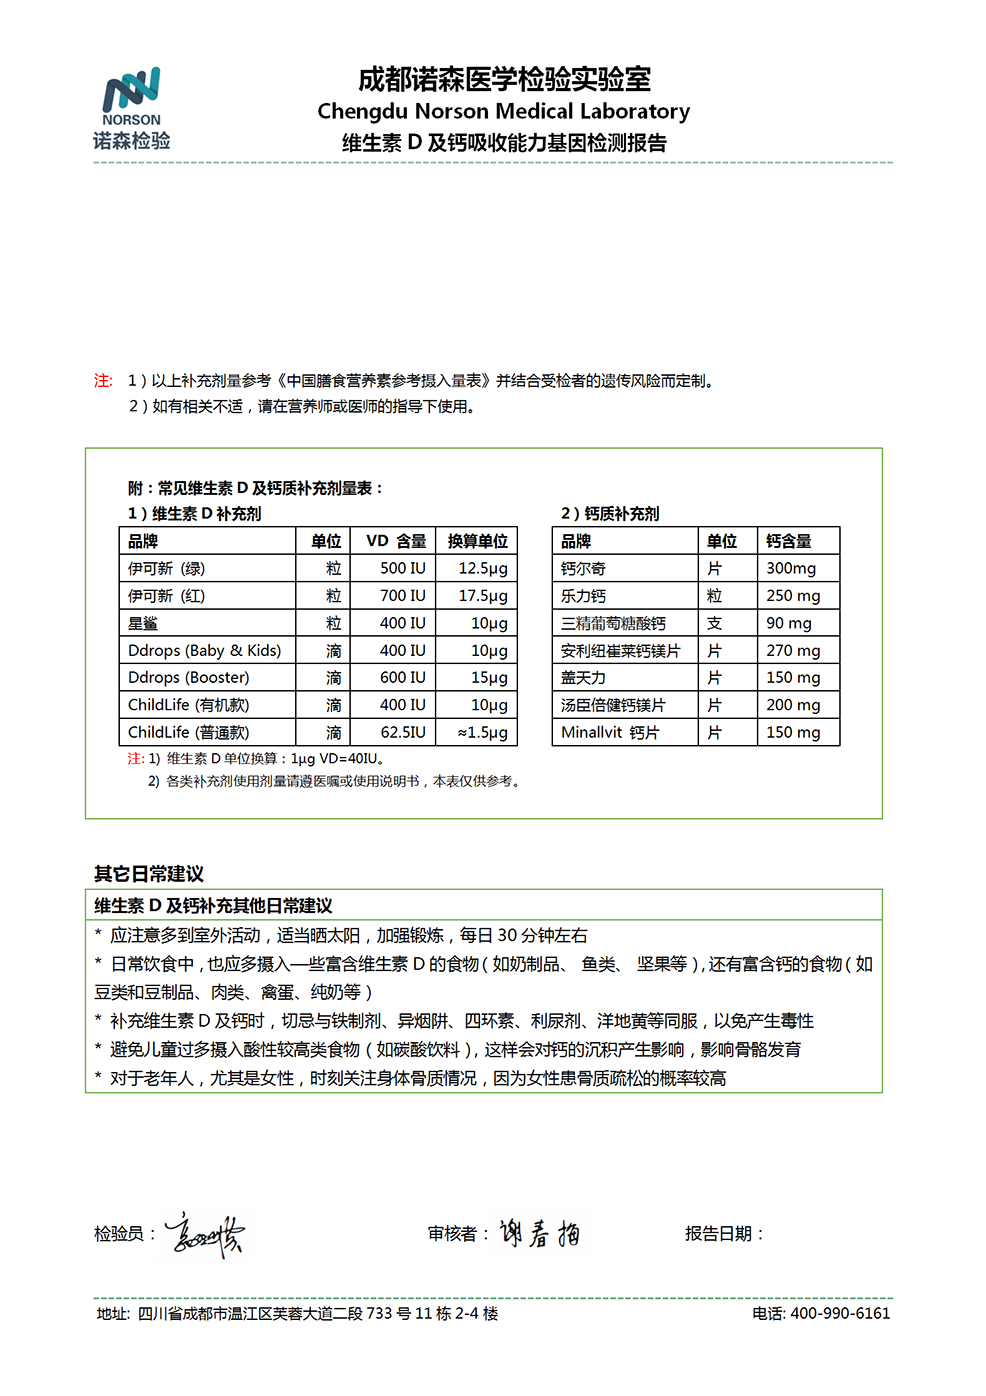 NORSON
诺森检验
成都诺森医学检验实验室
Chengdu Norson Medical Laboratory
维生素 D 及钙吸收能力基因检测报告
注: 1）以上补充剂量参考《中国膳食营养素参考摄入量表》并结合受检者的遗传风险而定制。
2）如有相关不适，请在营养师或医师的指导下使用。
附：常见维生素 D 及钙质补充剂量表：
1）维生素 D 补充剂
品牌 单位 VD 含量 换算单位
伊可新 (绿) 粒 500 IU 12.5μg
伊可新 (红) 粒 700 IU 17.5μg
星鲨 粒 400 IU 10μg
Ddrops (Baby & Kids) 滴 400 IU 10μg
Ddrops (Booster) 滴 600 IU 15μg
ChildLife (有机款) 滴 400 IU 10μg
ChildLife (普通款) 滴 62.5IU ≈1.5μg
注: 1) 维生素 D 单位换算：1μg VD=40IU。
2) 各类补充剂使用剂量请遵医嘱或使用说明书，本表仅供参考。
2）钙质补充剂
品牌 单位 钙含量
钙尔奇 片 300mg
乐力钙 粒 250 mg
三精葡萄糖酸钙 支 90 mg
安利纽崔莱钙镁片 片 270 mg
盖天力 片 150 mg
汤臣倍健钙镁片 片 200 mg
Minallvit 钙片 片 150 mg
其它日常建议
维生素 D 及钙补充其他日常建议
* 应注意多到室外活动，适当晒太阳，加强锻炼，每日 30 分钟左右
* 日常饮食中，也应多摄入一些富含维生素 D 的食物（如奶制品、 鱼类、 坚果等），还有富含钙的食物（如
豆类和豆制品、肉类、禽蛋、纯奶等）
* 补充维生素 D 及钙时，切忌与铁制剂、异烟肼、四环素、利尿剂、洋地黄等同服，以免产生毒性
* 避免儿童过多摄入酸性较高类食物（如碳酸饮料），这样会对钙的沉积产生影响，影响骨骼发育
* 对于老年人，尤其是女性，时刻关注身体骨质情况，因为女性患骨质疏松的概率较高
检验员： 审核者：谢春梅 报告日期：
地址: 四川省成都市温江区芙蓉大道二段 733 号 11 栋 2-4 楼 电话: 400-990-6161